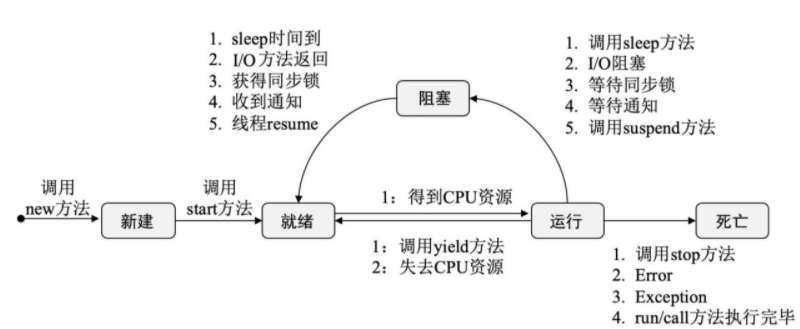 1. sleep时间到
2. I/O方法返回
3. 获得同步锁
4. 收到通知
5. 线程resume
1. 调用sleep方法
2. I/O阻塞
3. 等待同步锁
4. 等待通知
5. 调用suspend方法
阻塞
调用
new方法
新建
调用
start方法
就绪
1：得到CPU资源
1：调用yield方法
2：失去CPU资源
运行
死亡
1. 调用stop方法
2. Error
3. Exception
4. run/call方法执行完毕